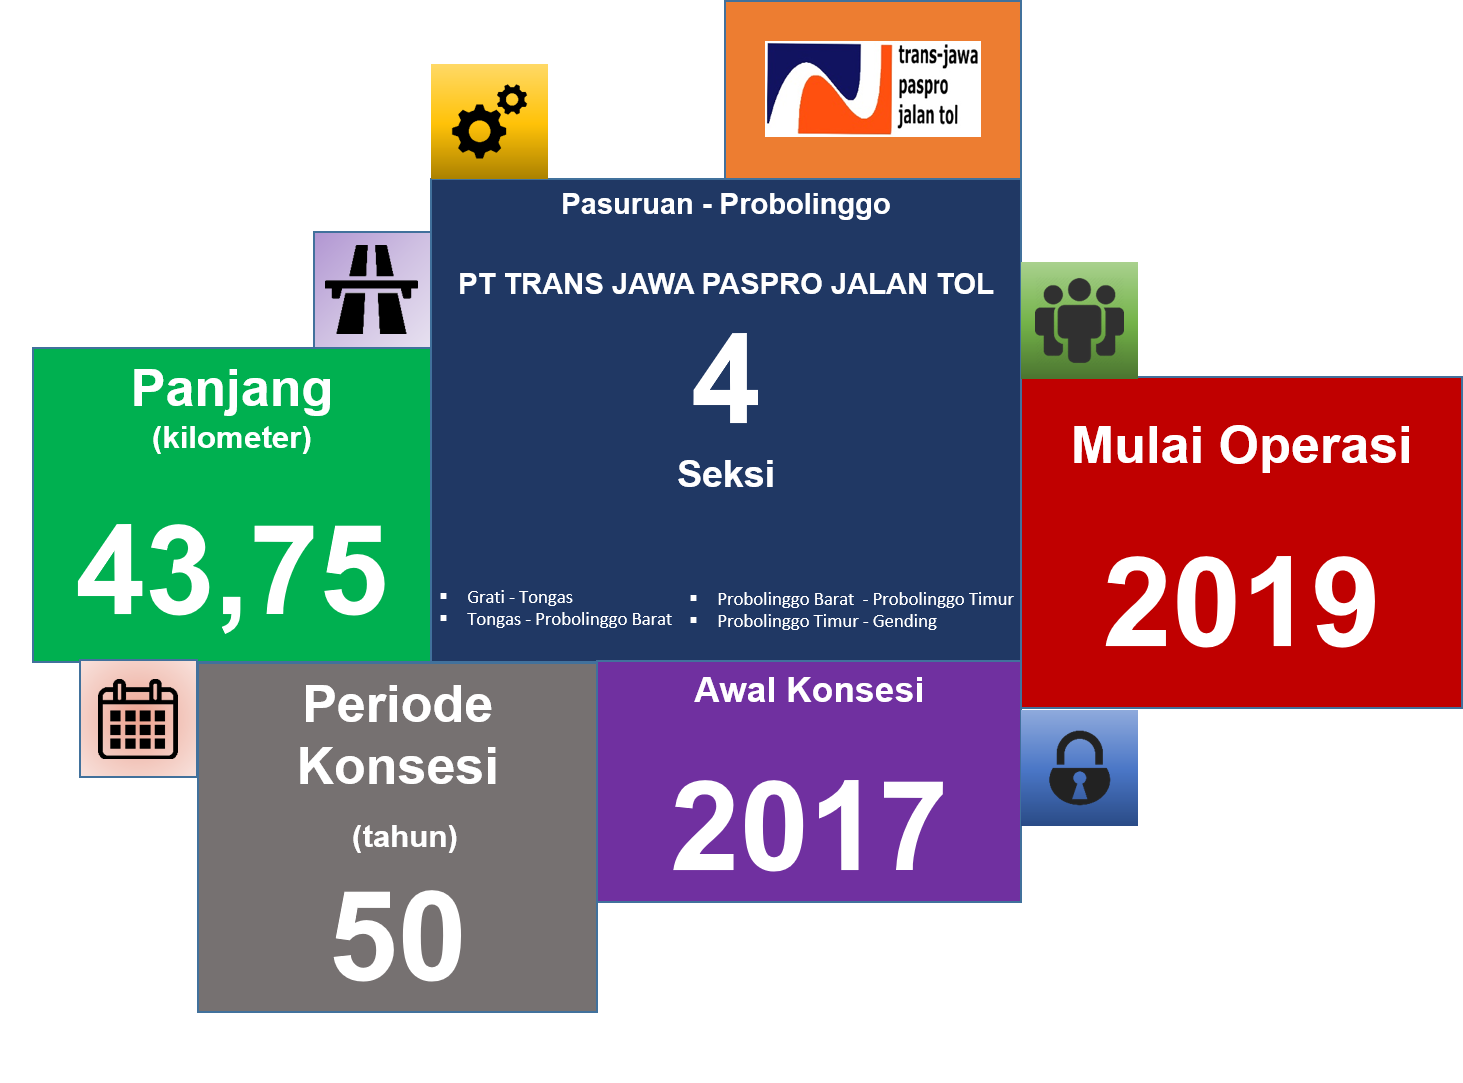 trans-jawa
paspro
jalan tol
Pasuruan - Probolinggo
PT TRANS JAWA PASPRO JALAN TOL
4
Seksi
▪ Grati - Tongas
▪ Tongas - Probolinggo Barat
▪ Probolinggo Barat - Probolinggo Timur
▪ Probolinggo Timur - Gending
Panjang
(kilometer)
43,75
Mulai Operasi
2019
Periode
Konsesi
(tahun)
50
Awal Konsesi
2017